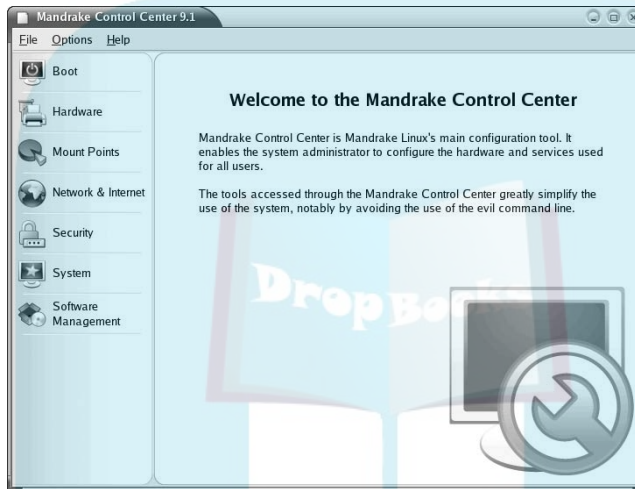 Mandrake Control Center 9.1
File Options Help
Boot
Hardware
Mount Points
Network & Internet
Security
System
Software
Management
Welcome to the Mandrake Control Center
Mandrake Control Center is Mandrake Linux's main configuration tool. It
enables the system administrator to configure the hardware and services used
for all users.
The tools accessed through the Mandrake Control Center greatly simplify the
use of the system, notably by avoiding the use of the evil command line.
DropBooks